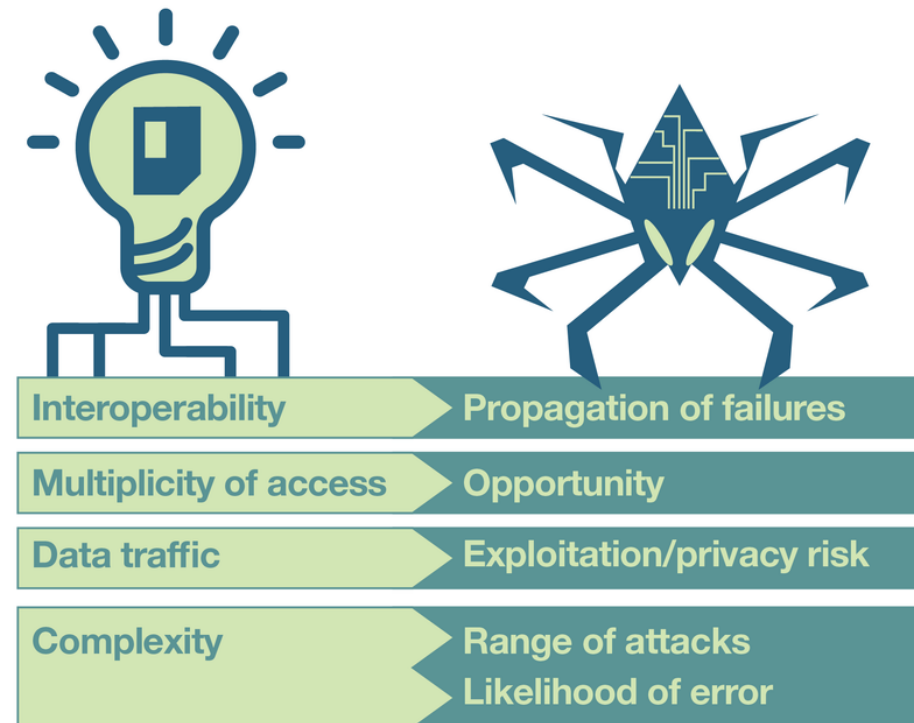 Interoperability
Propagation of failures
Multiplicity of access
Opportunity
Data traffic
Exploitation/privacy risk
Complexity
Range of attacks
Likelihood of error